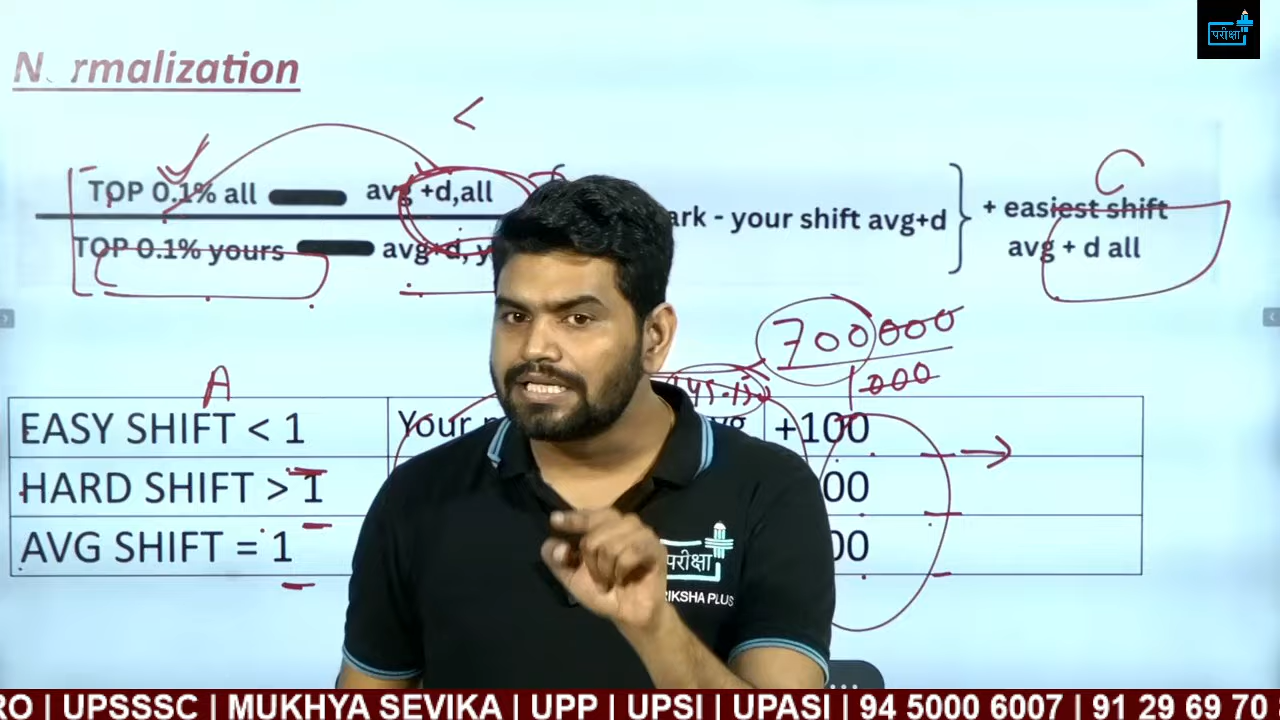 परीक्षा
N rmalization
<
C
TOP 0.1% all avg +d,all
ark - your shift avg+d + easiest shift
TOP 0.1% yours avg+d, y avg + d all
700000
1000
A
EASY SHIFT < 1 Your avg +100
HARD SHIFT > 1 00
AVG SHIFT = 1 00
परीक्षा
RIKSHA PLUS
RO | UPSSSC | MUKHYA SEVIKA | UPP | UPSI | UPASI | 94 5000 6007 | 91 29 69 70